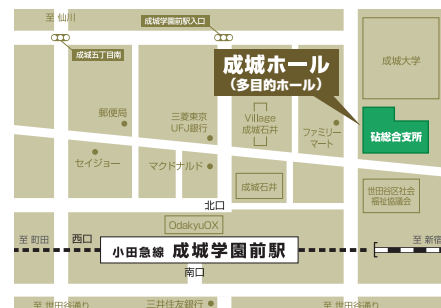 至 仙川
成城学園前駅入口
成城五丁目南
成城ホール
(多目的ホール)
成城大学
郵便局
三菱東京
UFJ銀行
Village
成城石井
ファミリー
マート
砧総合支所
セイジョー
マクドナルド
成城石井
世田谷区社会
福祉協議会
北口
OdakyuOX
至 町田
西口
小田急線 成城学園前駅
至 新宿
南口
至 世田谷通り
三井住友銀行
至 世田谷通り